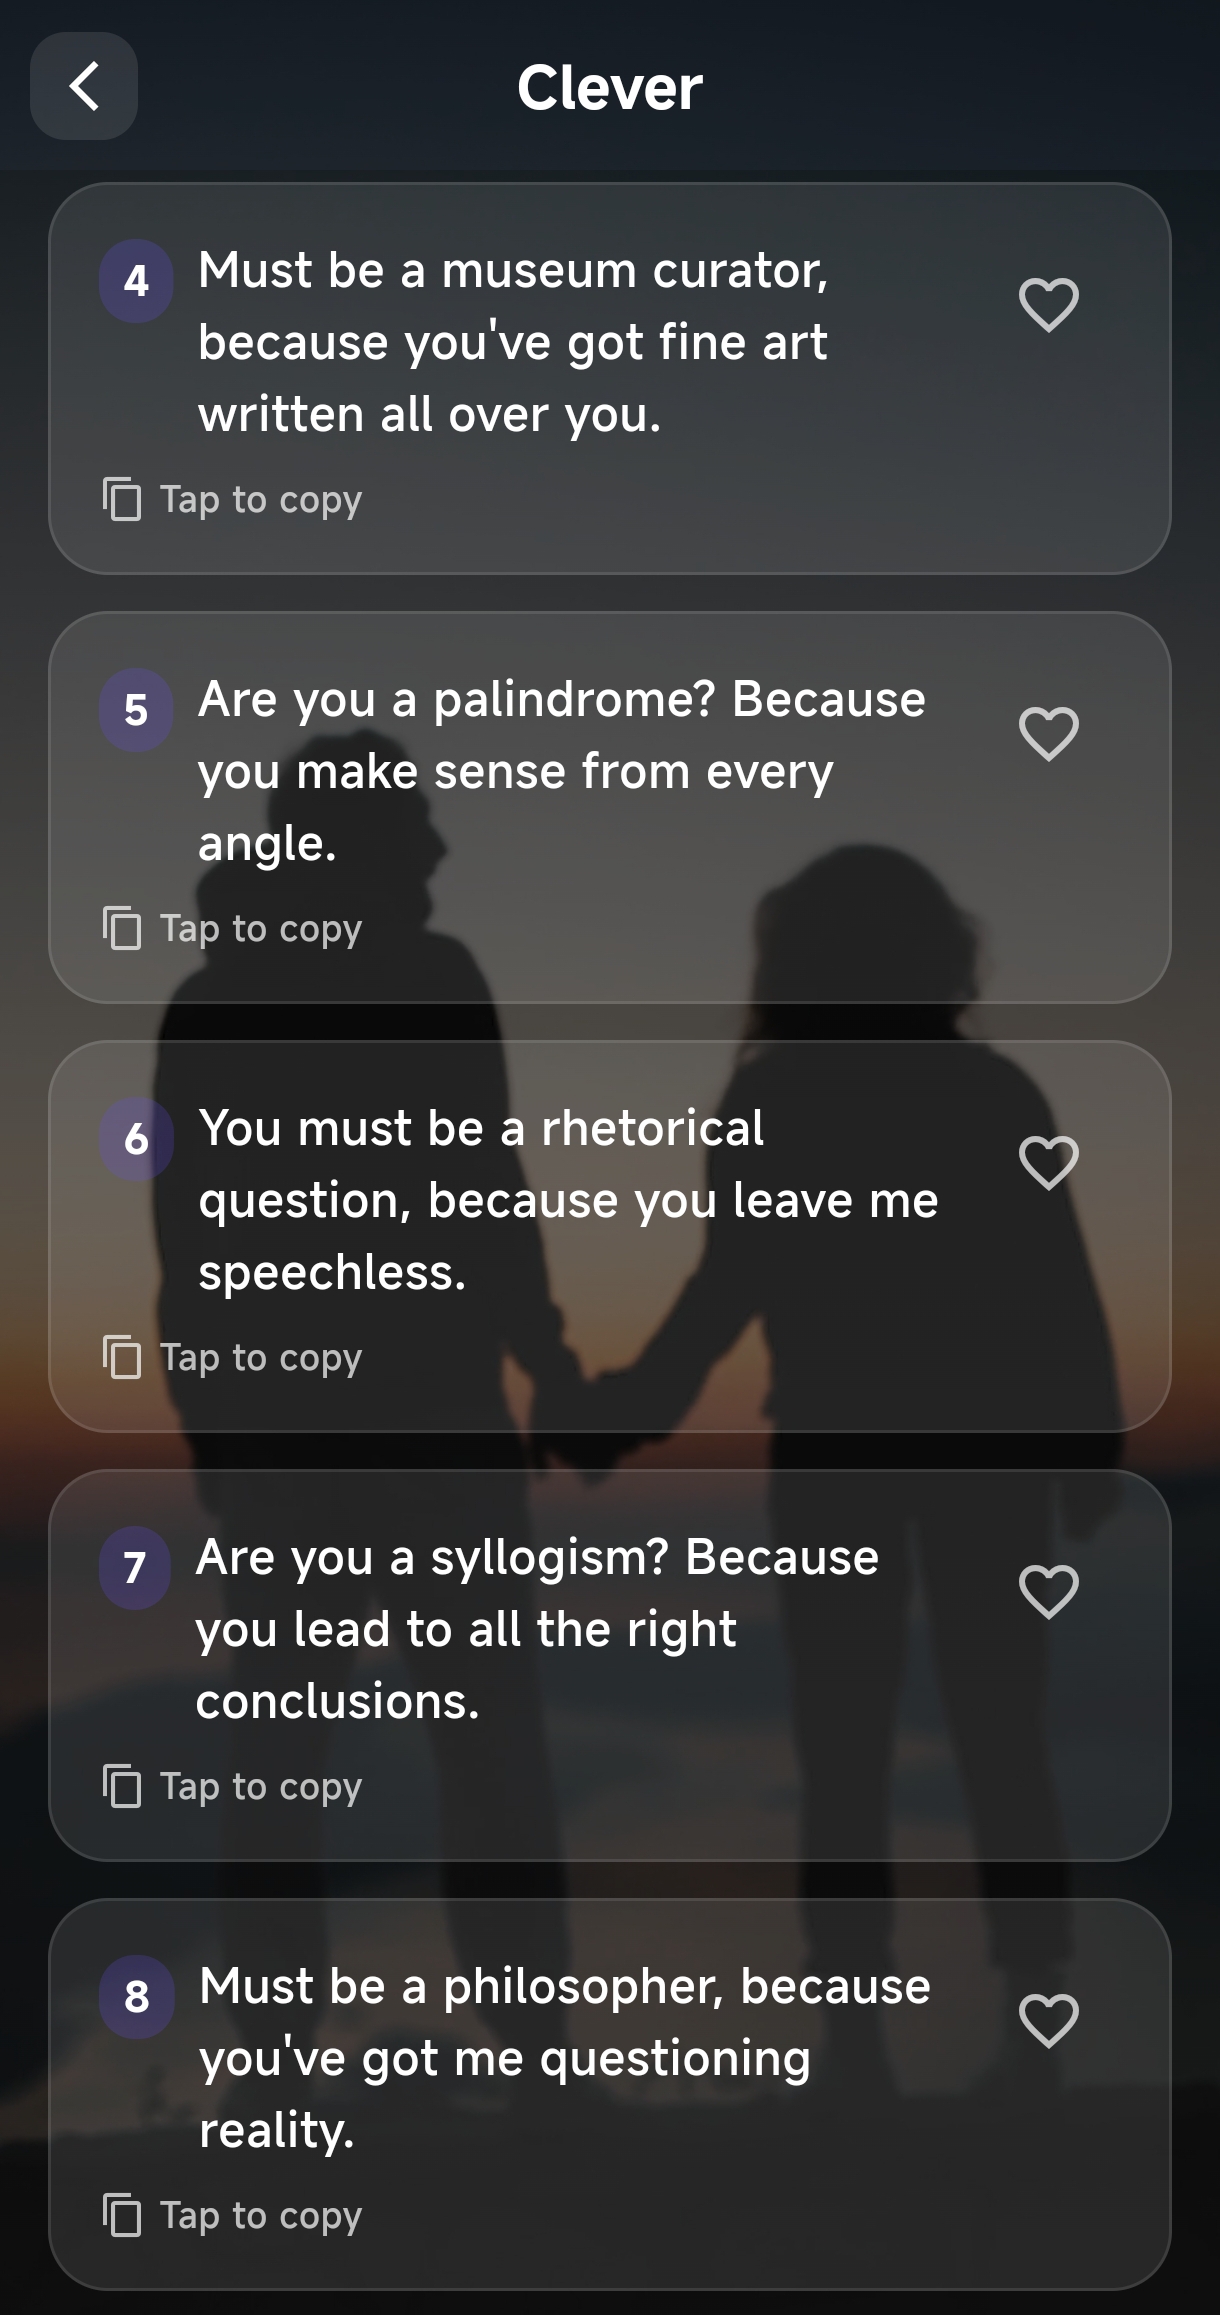 Clever
4
Must be a museum curator,
because you've got fine art
written all over you.
Tap to copy
5
Are you a palindrome? Because
you make sense from every
angle.
Tap to copy
6
You must be a rhetorical
question, because you leave me
speechless.
Tap to copy
7
Are you a syllogism? Because
you lead to all the right
conclusions.
Tap to copy
8
Must be a philosopher, because
you've got me questioning
reality.
Tap to copy